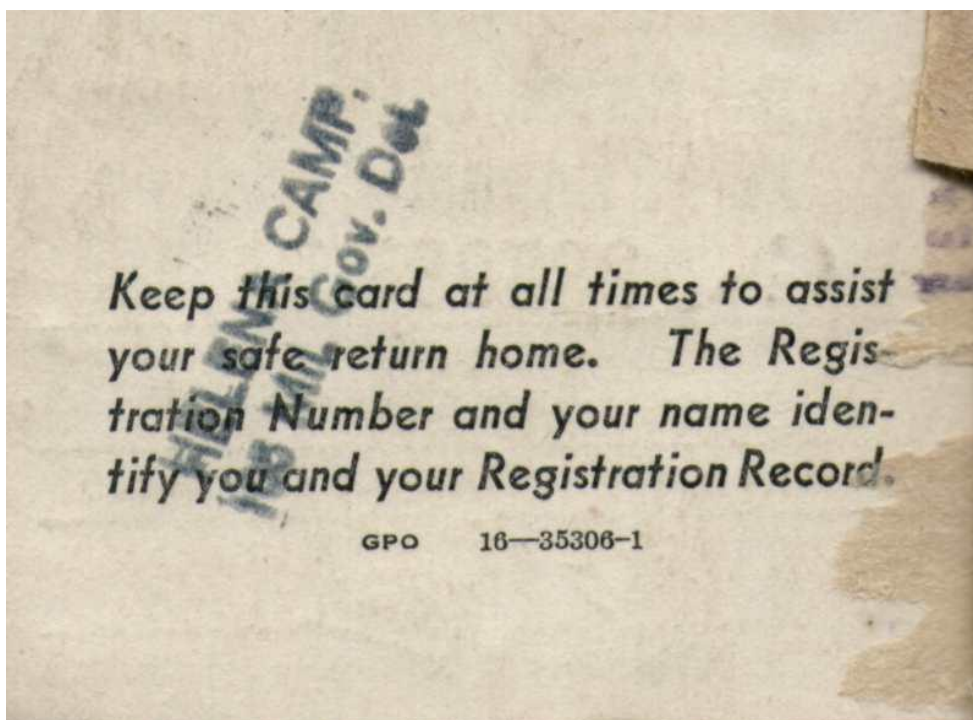 CAMP.
Gov. Det
Keep this card at all times to assist
your safe return home. The Regis-
tration Number and your name iden-
tify you and your Registration Record.
GPO 16—35306-1